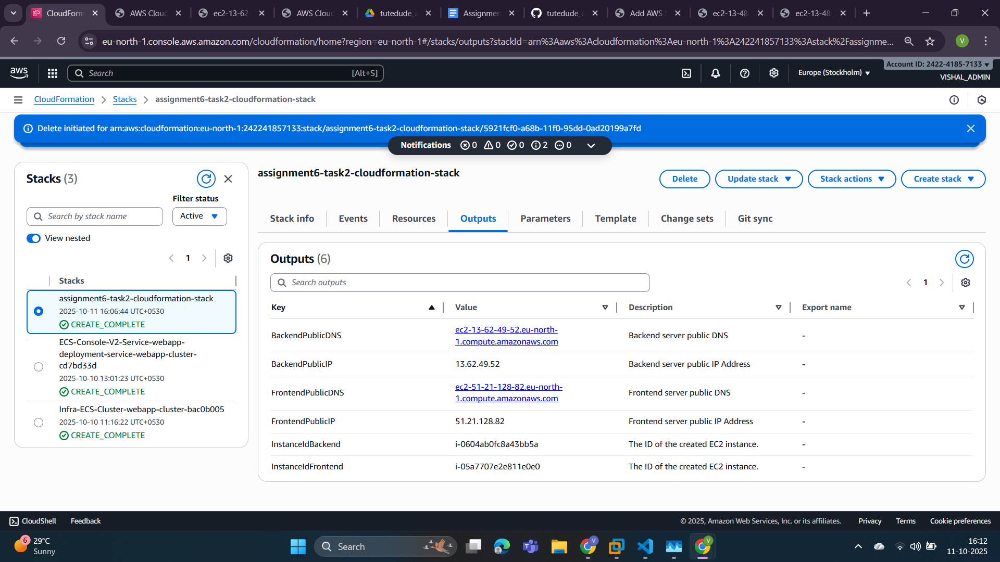 CloudForm
AWS Cloud
ec2-13-62-
AWS Cloud
tutedude_a
Assignmen
tutedude_a
Add AWS S
ec2-13-48-
ec2-13-48-
eu-north-1.console.aws.amazon.com/cloudformation/home?region=eu-north-1#/stacks/outputs?stackId=arn%3Aaws%3Acloudformation%3Aeu-north-1%3A242241857133%3Astack%2Fassignme...
V
aws
Search
[Alt+S]
Europe (Stockholm)
Account ID: 2422-4185-7133
VISHAL_ADMIN
CloudFormation
Stacks
assignment6-task2-cloudformation-stack
Delete initiated for arn:aws:cloudformation:eu-north-1:242241857133:stack/assignment6-task2-cloudformation-stack/5921fcf0-a68b-11f0-95dd-0ad20199a7fd
Notifications 0 0 0 2 0
Stacks (3)
Filter status
Search by stack name
Active
View nested
1
Stacks
assignment6-task2-cloudformation-stack
2025-10-11 16:06:44 UTC+0530
CREATE_COMPLETE
ECS-Console-V2-Service-webapp-
deployment-service-webapp-cluster-
cd7bd33d
2025-10-10 13:01:23 UTC+0530
CREATE_COMPLETE
Infra-ECS-Cluster-webapp-cluster-bac0b005
2025-10-10 11:16:22 UTC+0530
CREATE_COMPLETE
assignment6-task2-cloudformation-stack
Delete
Update stack
Stack actions
Create stack
Stack info
Events
Resources
Outputs
Parameters
Template
Change sets
Git sync
Outputs (6)
Search outputs
1
Key Value Description Export name
BackendPublicDNS ec2-13-62-49-52.eu-north-
1.compute.amazonaws.com Backend server public DNS -
BackendPublicIP 13.62.49.52 Backend server public IP Address -
FrontendPublicDNS ec2-51-21-128-82.eu-north-
1.compute.amazonaws.com Frontend server public DNS -
FrontendPublicIP 51.21.128.82 Frontend server public IP Address -
InstanceIdBackend i-0604ab0fc8a43bb5a The ID of the created EC2 instance. -
InstanceIdFrontend i-05a7707e2e811e0e0 The ID of the created EC2 instance. -
CloudShell
Feedback
© 2025, Amazon Web Services, Inc. or its affiliates.
Privacy
Terms
Cookie preferences
6
29°C
Sunny
Search
V
V
16:12
11-10-2025